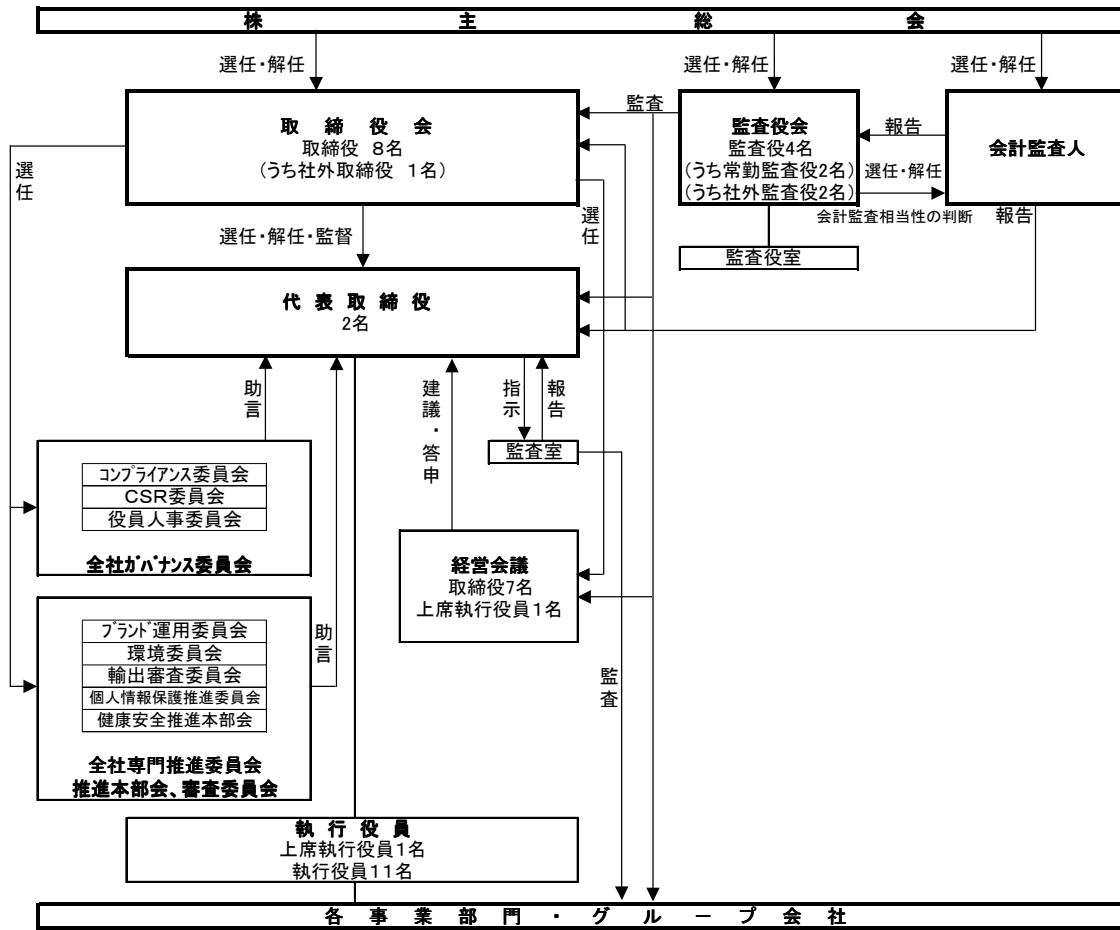 株主総会
選任・解任
選任・解任
選任・解任
取締役会
取締役 8名
(うち社外取締役 1名)
監査
監査役会
監査役4名
(うち常勤監査役2名)
(うち社外監査役2名)
報告
選任・解任
会計監査相当性の判断
会計監査人
報告
監査役室
選任
選任
選任・解任・監督
代表取締役
2名
助言
建議・答申
指示
報告
監査室
コンプライアンス委員会
CSR委員会
役員人事委員会
全社ガバナンス委員会
経営会議
取締役7名
上席執行役員1名
ブランド運用委員会
環境委員会
輸出審査委員会
個人情報保護推進委員会
健康安全推進本部会
全社専門推進委員会
推進本部会、審査委員会
助言
監査
執行役員
上席執行役員1名
執行役員11名
各事業部門・グループ会社